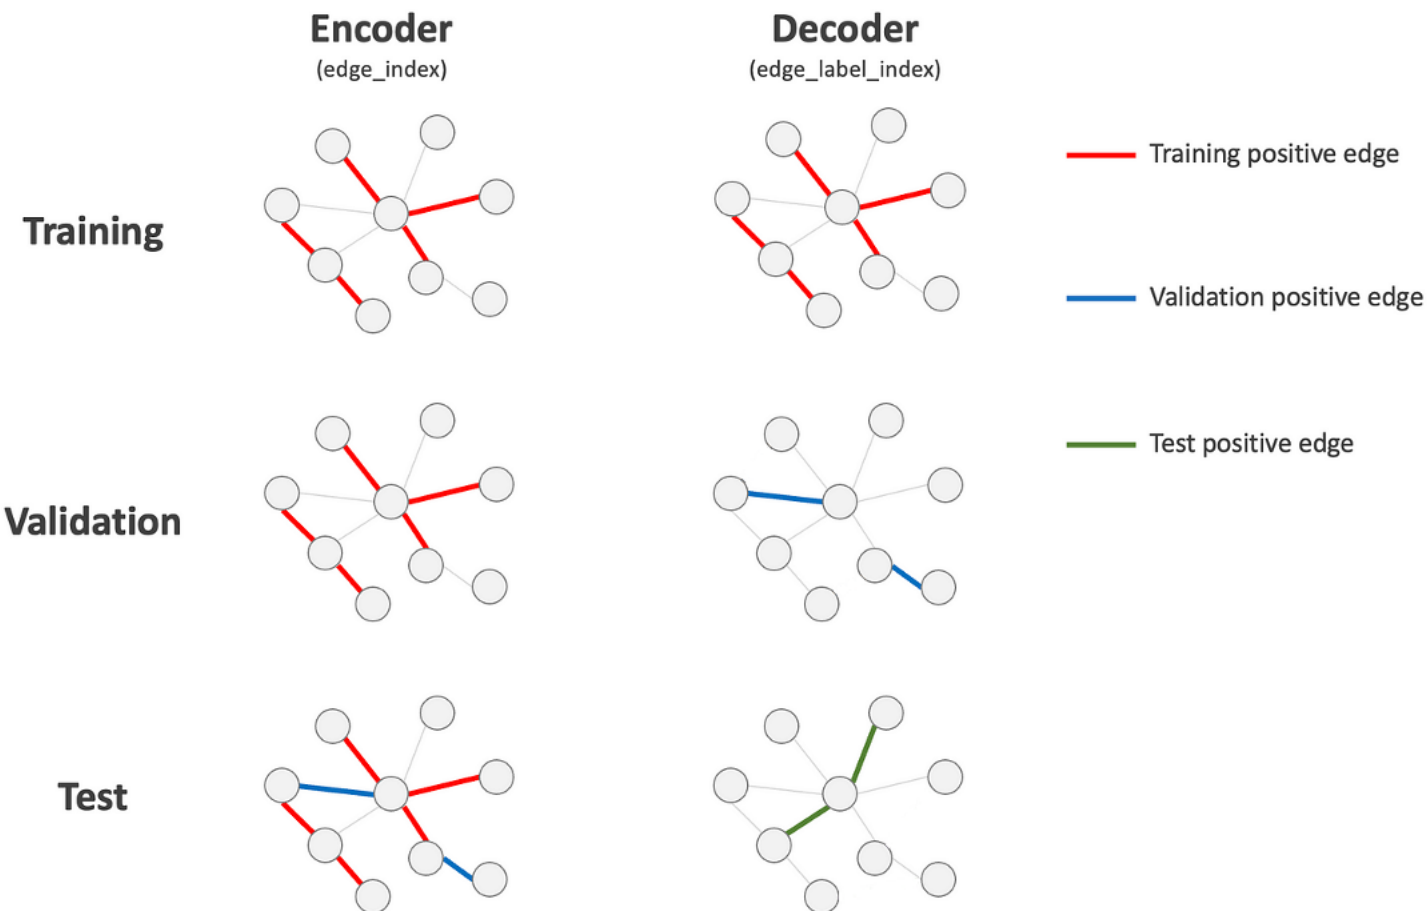 Encoder
(edge_index)
Decoder
(edge_label_index)
Training
Training positive edge
Validation positive edge
Test positive edge
Validation
Test